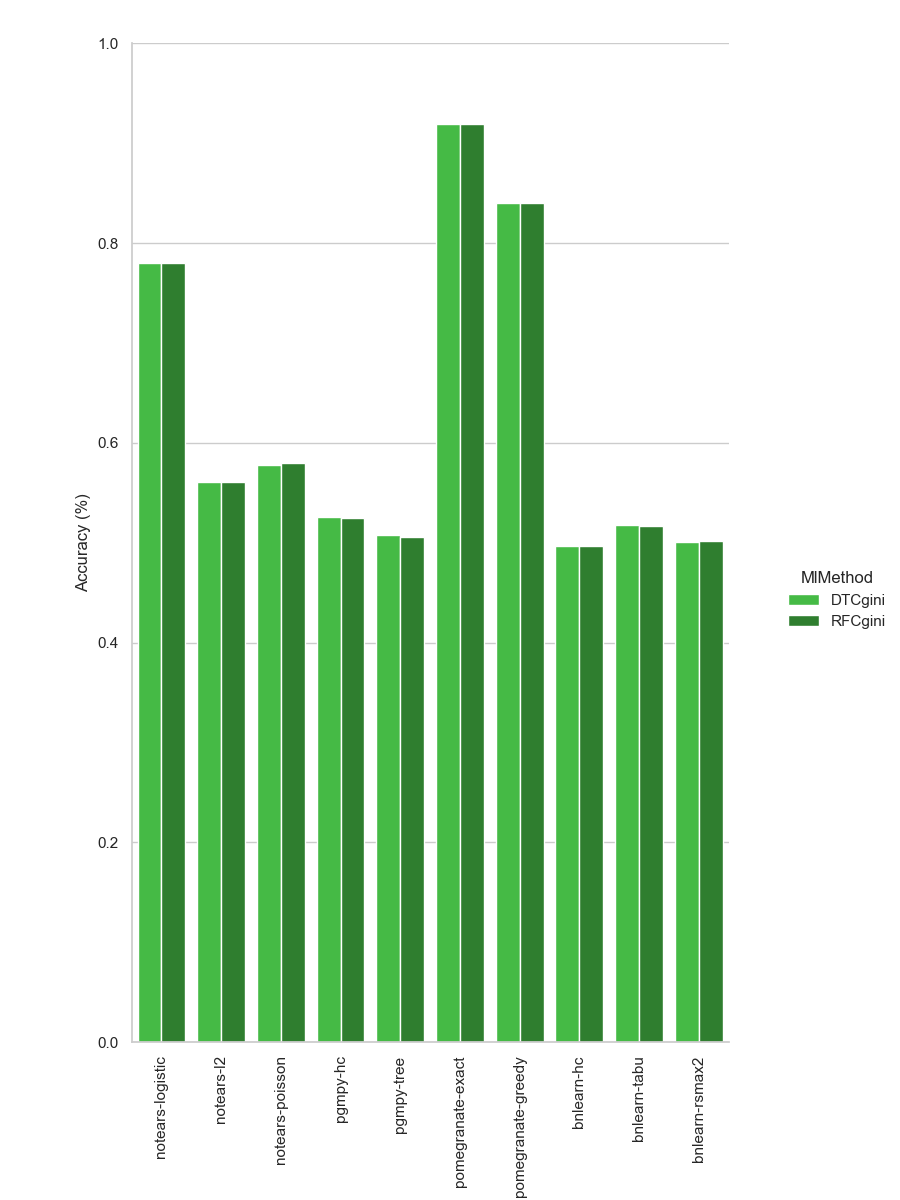 1.0
0.8
0.6
0.4
0.2
0.0
Accuracy (%)
notears-logistic
notears-l2
notears-poisson
pgmpy-hc
pgmpy-tree
pomegranate-exact
pomegranate-greedy
bnlearn-hc
bnlearn-tabu
bnlearn-rsmax2
MlMethod
DTCgini
RFCgini